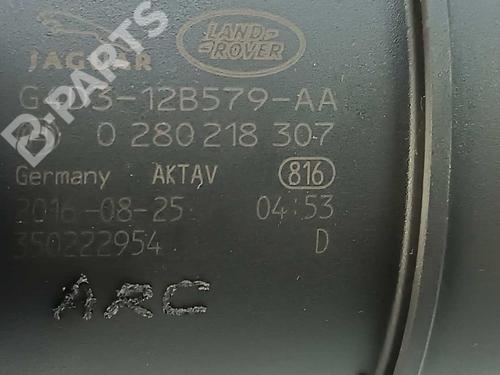 JAGUAR
LAND ROVER
-12B579-AA
0 280 218 307
Germany AKTAV 816
2016-08-25 04:53
350222954 D
ARC
B-PARTS